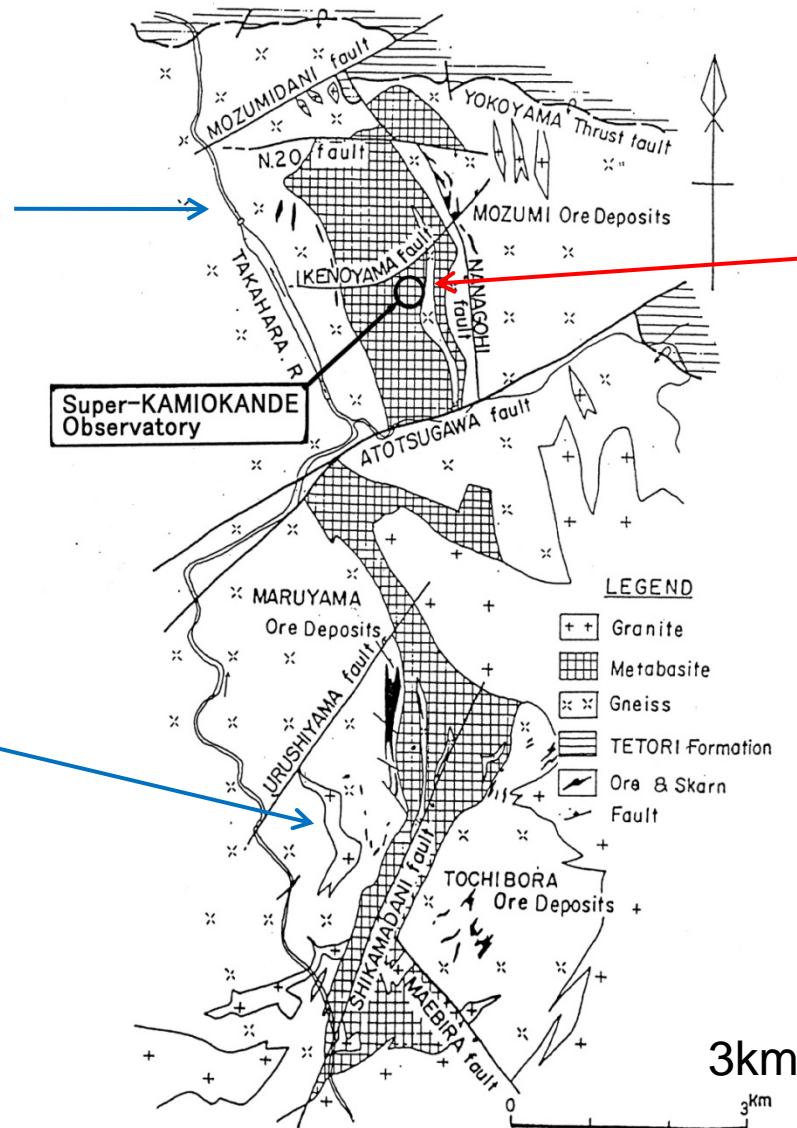 MOZUMIDANI fault
YOKOYAMA Thrust fault
N.20 fault
MOZUMI Ore Deposits
IKENOYAMA fault
NANAGOHI fault
TAKAHARA. R
Super-KAMIOKANDE
Observatory
ATOTSUGAWA fault
MARUYAMA
Ore Deposits
URUSHIYAMA fault
LEGEND
Granite
Metabasite
Gneiss
TETORI Formation
Ore & Skarn
Fault
SHIKAMADANI fault
TOCHIBORA
Ore Deposits
MAEBIRA fault
3km
0
3km